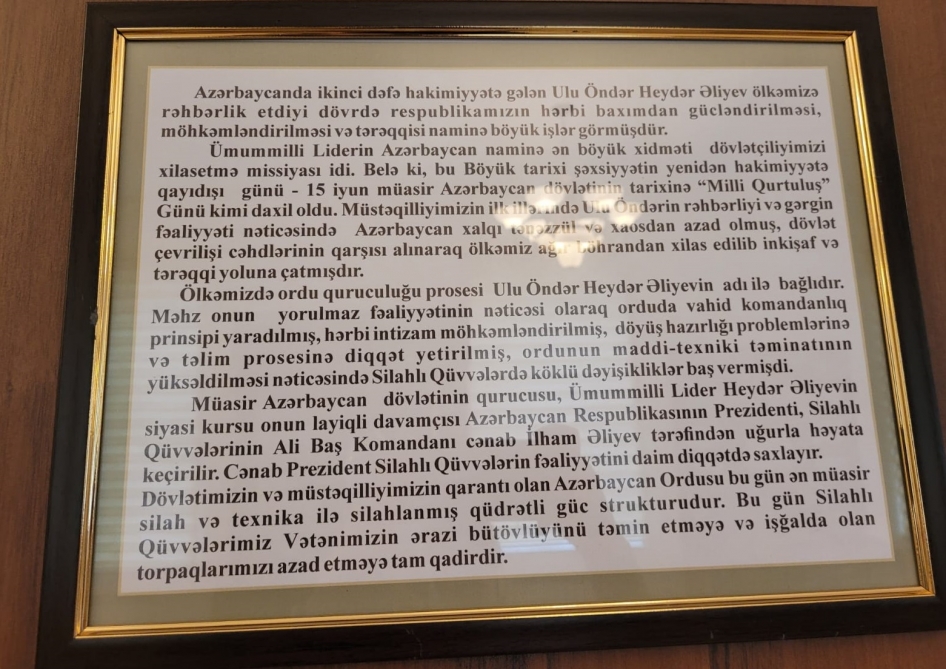 Azərbaycanda ikinci dəfə hakimiyyətə gələn Ulu Öndər Heydər Əliyev ölkəmizə
rəhbərlik etdiyi dövrdə respublikamızın hərbi baxımdan gücləndirilməsi,
möhkəmləndirilməsi və tərəqqisi naminə böyük işlər görmüşdür.
Ümummilli Liderin Azərbaycan naminə ən böyük xidməti dövlətçiliyimizi
xilasetmə missiyası idi. Belə ki, bu Böyük tarixi şəxsiyyətin yenidən hakimiyyətə
qayıdışı günü - 15 iyun müasir Azərbaycan dövlətinin tarixinə “Milli Qurtuluş”
Günü kimi daxil oldu. Müstəqilliyimizin ilk illərində Ulu Öndərin rəhbərliyi və gərgin
fəaliyyəti nəticəsində Azərbaycan xalqı tənəzzül və xaosdan azad olmuş, dövlət
çevrilişi cəhdlərinin qarşısı alınaraq ölkəmiz ağır böhrandan xilas edilib inkişaf və
tərəqqi yoluna çatmışdır.
Ölkəmizdə ordu quruculuğu prosesi Ulu Öndər Heydər Əliyevin adı ilə bağlıdır.
Məhz onun yorulmaz fəaliyyətinin nəticəsi olaraq orduda vahid komandanlıq
prinsipi yaradılmış, hərbi intizam möhkəmləndirilmiş, döyüş hazırlığı problemlərinə
və təlim prosesinə diqqət yetirilmiş, ordunun maddi-texniki təminatının
yüksəldilməsi nəticəsində Silahlı Qüvvələrdə köklü dəyişikliklər baş vermişdi.
Müasir Azərbaycan dövlətinin qurucusu, Ümummilli Lider Heydər Əliyevin
siyasi kursu onun layiqli davamçısı Azərbaycan Respublikasının Prezidenti, Silahlı
Qüvvələrinin Ali Baş Komandanı cənab İlham Əliyev tərəfindən uğurla həyata
keçirilir. Cənab Prezident Silahlı Qüvvələrin fəaliyyətini daim diqqətdə saxlayır.
Dövlətimizin və müstəqilliyimizin qarantı olan Azərbaycan Ordusu bu gün ən müasir
silah və texnika ilə silahlanmış qüdrətli güc strukturudur. Bu gün Silahlı
Qüvvələrimiz Vətənimizin ərazi bütövlüyünü təmin etməyə və işğalda olan
torpaqlarımızı azad etməyə tam qadirdir.